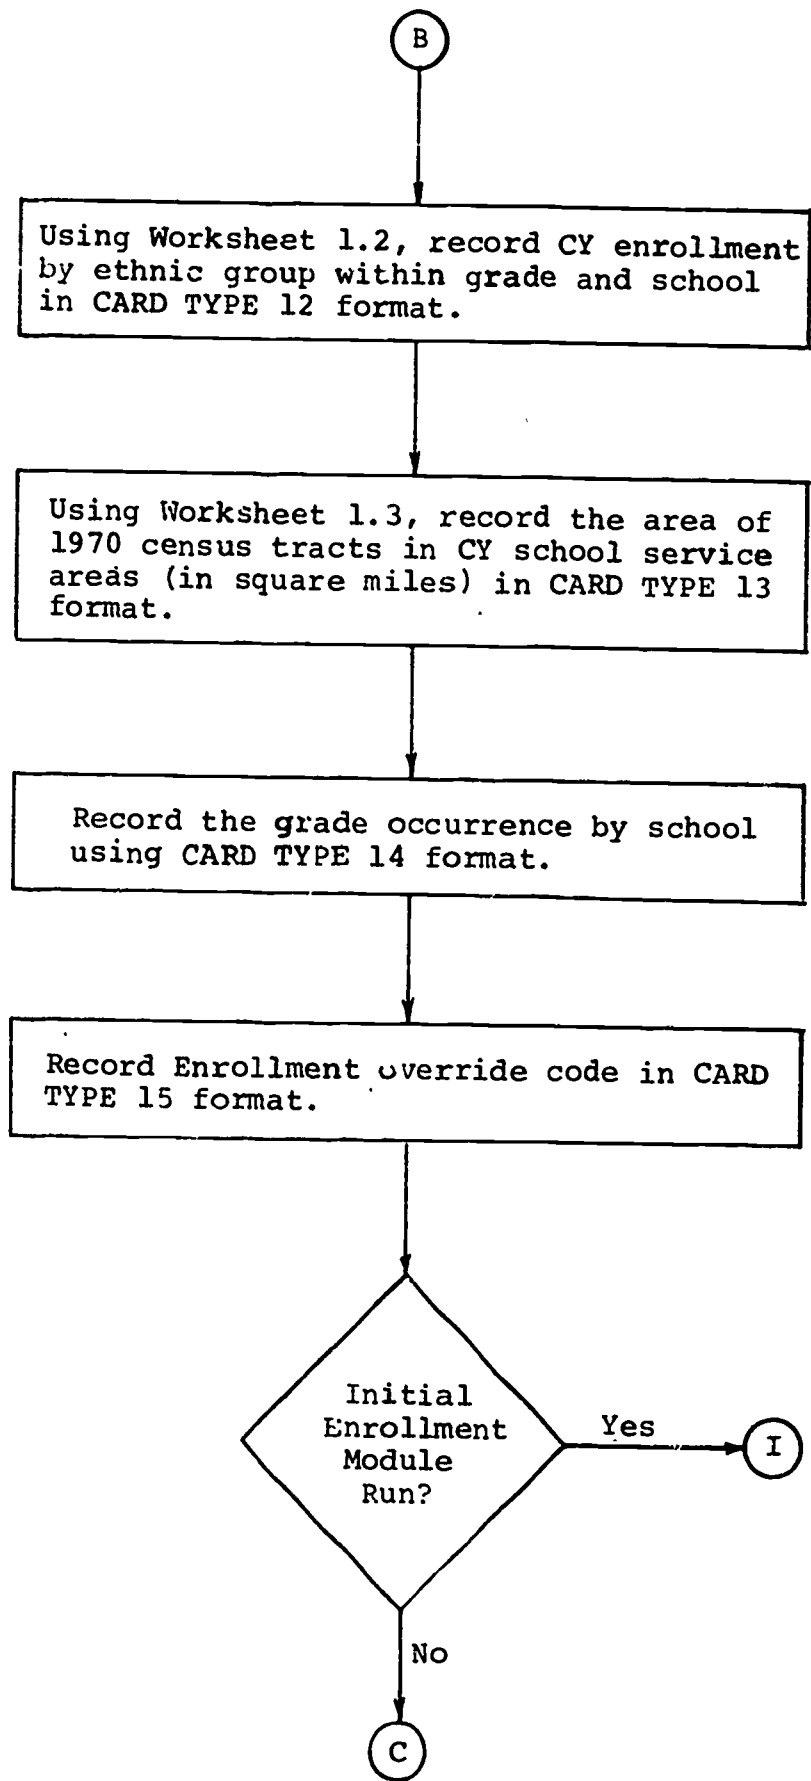 B
Using Worksheet 1.2, record CY enrollment
by ethnic group within grade and school
in CARD TYPE 12 format.
Using Worksheet 1.3, record the area of
1970 census tracts in CY school service
areas (in square miles) in CARD TYPE 13
format.
Record the grade occurrence by school
using CARD TYPE 14 format.
Record Enrollment override code in CARD
TYPE 15 format.
Initial
Enrollment
Module
Run?
Yes
I
No
C